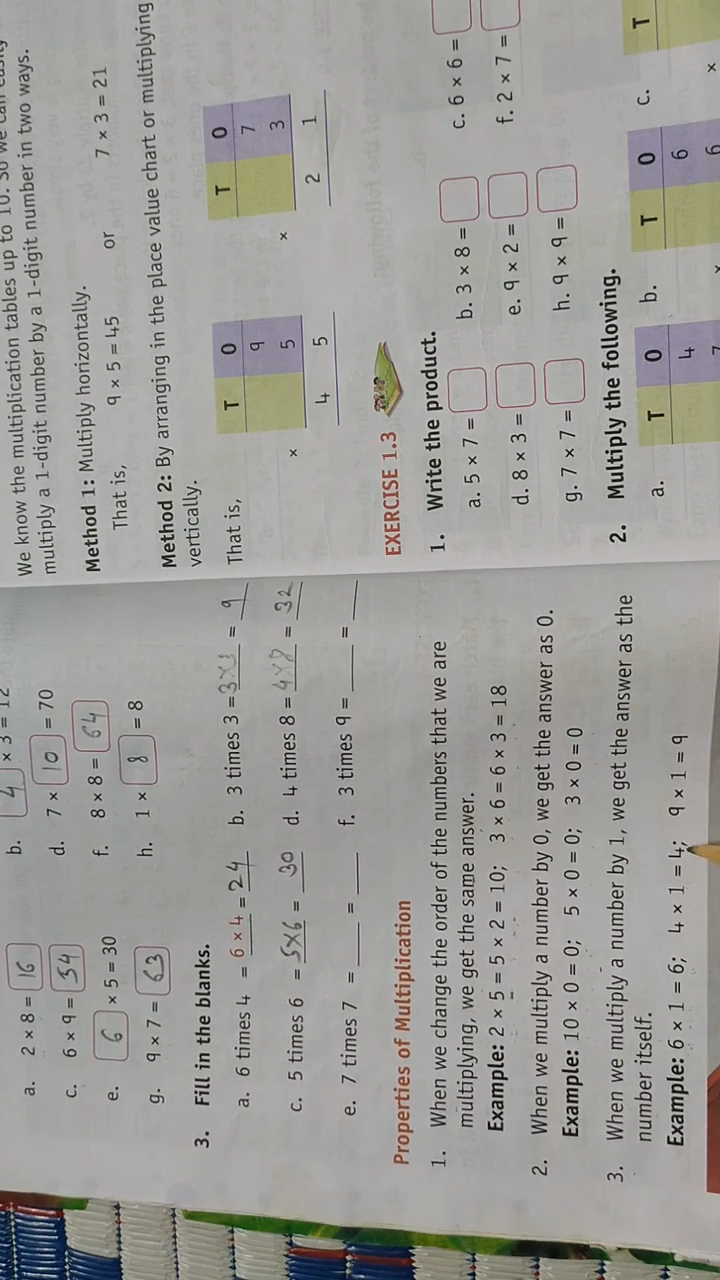 b. 4 × 3 = 12
a. 2 × 8 = 16
d. 7 × 10 = 70
c. 6 × 9 = 54
f. 8 × 8 = 64
e. 6 × 5 = 30
h. 1 × 8 = 8
g. 9 × 7 = 63
3. Fill in the blanks.
a. 6 times 4 = 6 × 4 = 24 b. 3 times 3 = 3×3 = 9
c. 5 times 6 = 5×6 = 30 d. 4 times 8 = 4×8 = 32
e. 7 times 7 = ____ = ____ f. 3 times 9 = ____ = ____
Properties of Multiplication
1. When we change the order of the numbers that we are
multiplying, we get the same answer.
Example: 2 × 5 = 5 × 2 = 10; 3 × 6 = 6 × 3 = 18
2. When we multiply a number by 0, we get the answer as 0.
Example: 10 × 0 = 0; 5 × 0 = 0; 3 × 0 = 0
3. When we multiply a number by 1, we get the answer as the
number itself.
Example: 6 × 1 = 6; 4 × 1 = 4; 9 × 1 = 9
We know the multiplication tables up to 10. So we can easily
multiply a 1-digit number by a 1-digit number in two ways.
Method 1: Multiply horizontally.
That is, 9 × 5 = 45 or 7 × 3 = 21
Method 2: By arranging in the place value chart or multiplying
vertically.
That is,
T O T O
9 7
× 5 × 3
4 5 2 1
EXERCISE 1.3
1. Write the product.
a. 5 × 7 = b. 3 × 8 = c. 6 × 6 =
d. 8 × 3 = e. 9 × 2 = f. 2 × 7 =
g. 7 × 7 = h. 9 × 9 =
2. Multiply the following.
a. T O b. T O c. T
4 6
7 × 6 ×